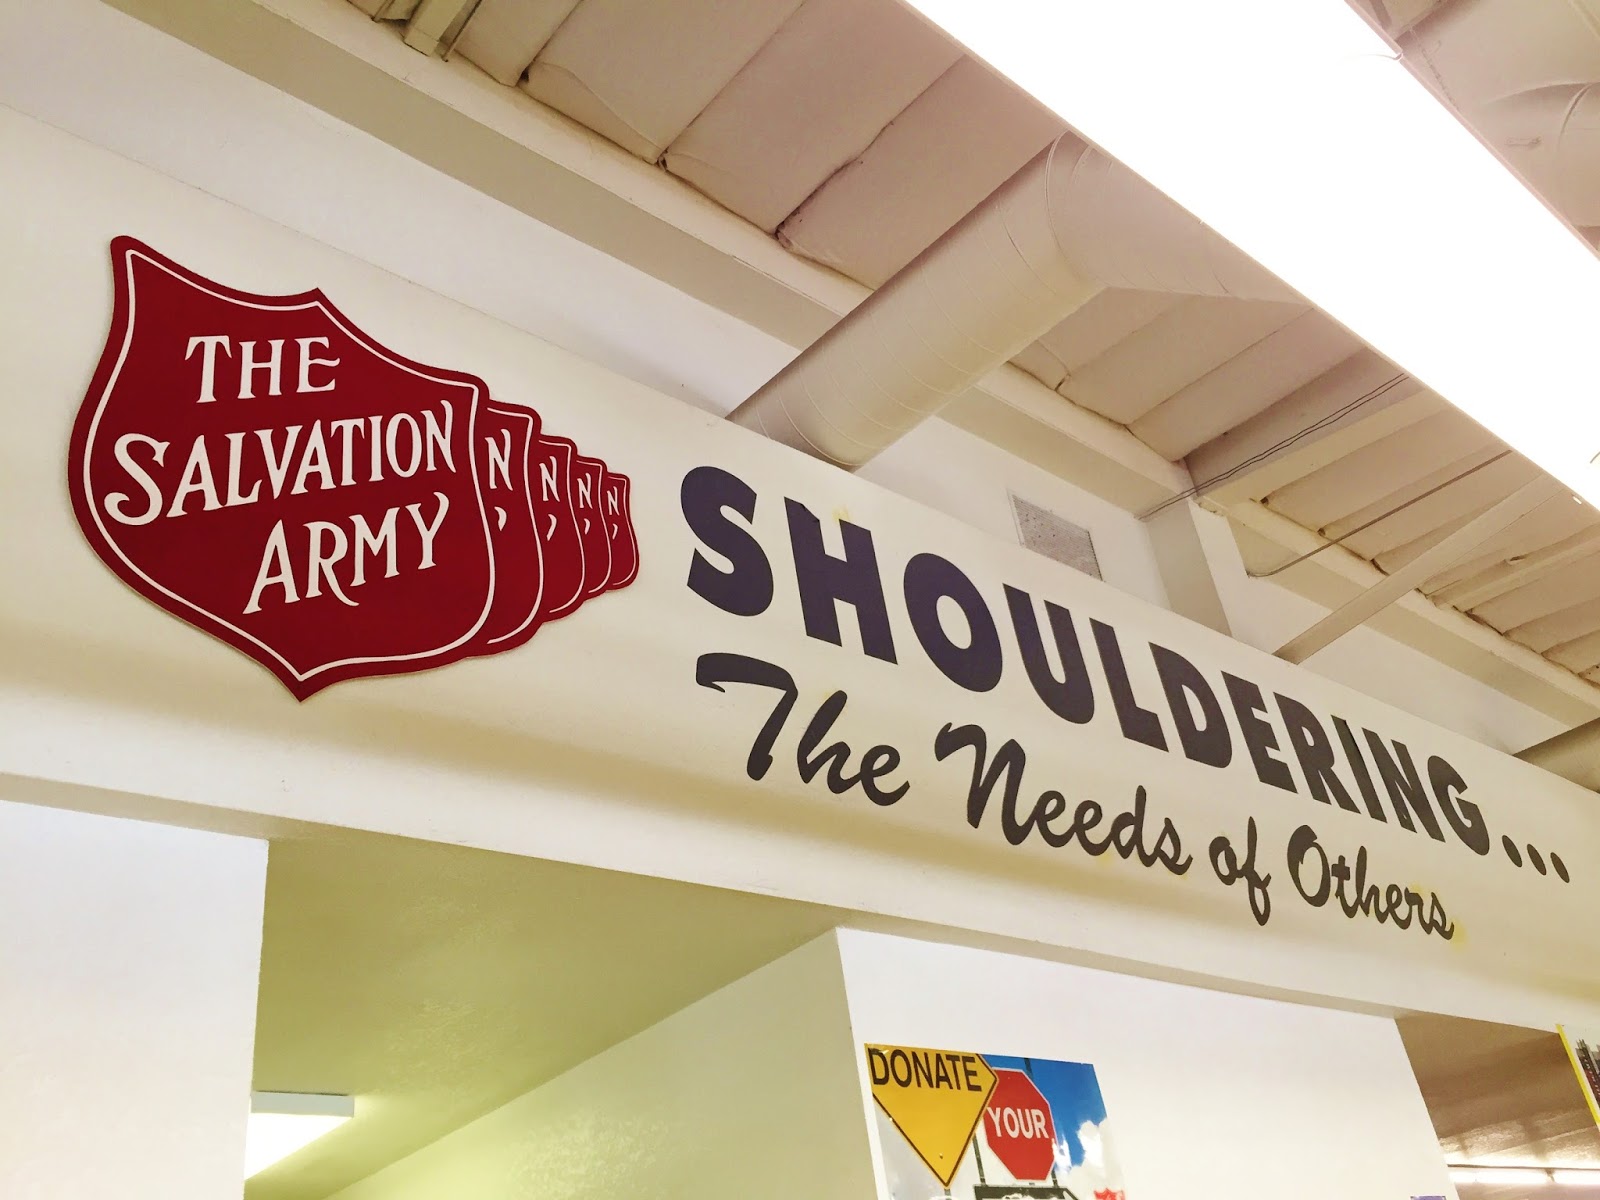 THE
SALVATION
ARMY
N
N
N
N
SHOULDERING...
The Needs of Others
DONATE
YOUR